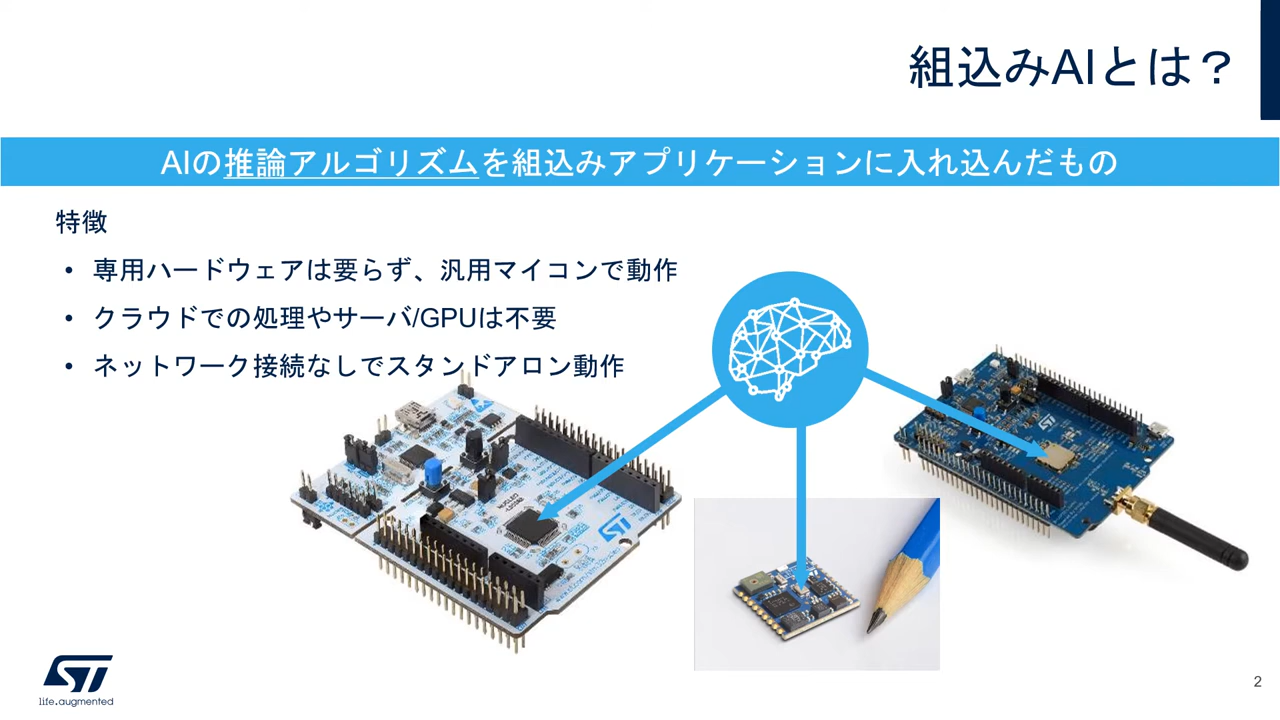 組込みAIとは？
AIの推論アルゴリズムを組込みアプリケーションに入れ込んだもの
特徴
• 専用ハードウェアは要らず、汎用マイコンで動作
• クラウドでの処理やサーバ/GPUは不要
• ネットワーク接続なしでスタンドアロン動作
ST
life.augmented
2